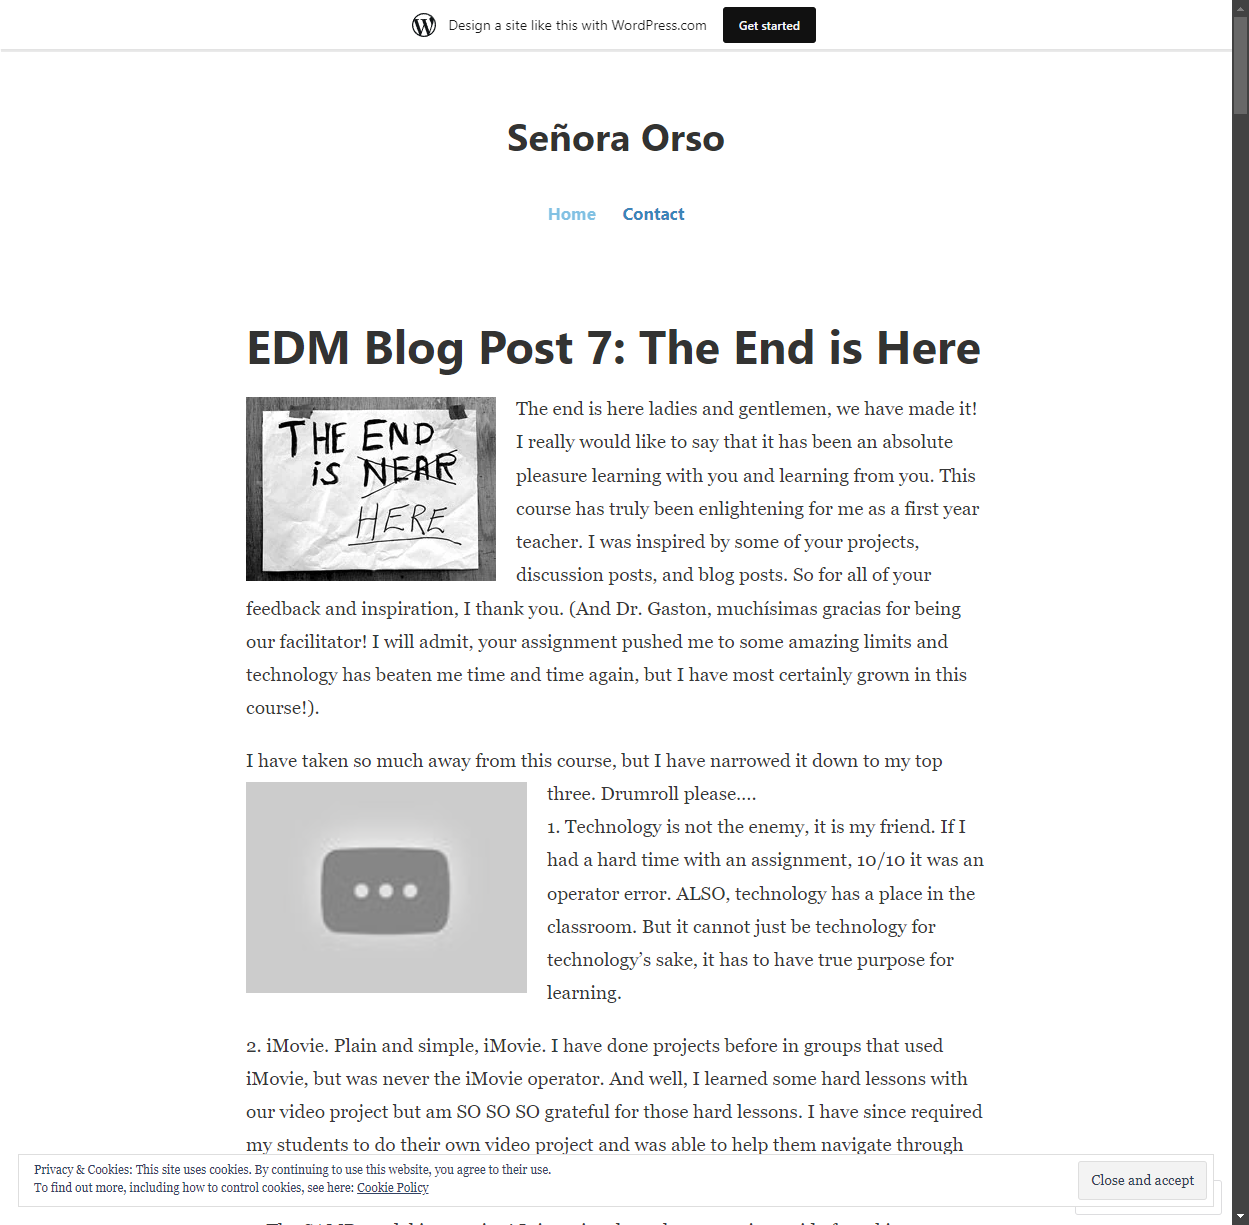 Design a site like this with WordPress.com
Get started
Señora Orso
Home Contact
EDM Blog Post 7: The End is Here
THE END
is NEAR
HERE
The end is here ladies and gentlemen, we have made it!
I really would like to say that it has been an absolute
pleasure learning with you and learning from you. This
course has truly been enlightening for me as a first year
teacher. I was inspired by some of your projects,
discussion posts, and blog posts. So for all of your
feedback and inspiration, I thank you. (And Dr. Gaston, muchísimas gracias for being
our facilitator! I will admit, your assignment pushed me to some amazing limits and
technology has beaten me time and time again, but I have most certainly grown in this
course!).
I have taken so much away from this course, but I have narrowed it down to my top
three. Drumroll please....
1. Technology is not the enemy, it is my friend. If I
had a hard time with an assignment, 10/10 it was an
operator error. ALSO, technology has a place in the
classroom. But it cannot just be technology for
technology’s sake, it has to have true purpose for
learning.
2. iMovie. Plain and simple, iMovie. I have done projects before in groups that used
iMovie, but was never the iMovie operator. And well, I learned some hard lessons with
our video project but am SO SO SO grateful for those hard lessons. I have since required
my students to do their own video project and was able to help them navigate through
Privacy & Cookies: This site uses cookies. By continuing to use this website, you agree to their use.
To find out more, including how to control cookies, see here: Cookie Policy
Close and accept